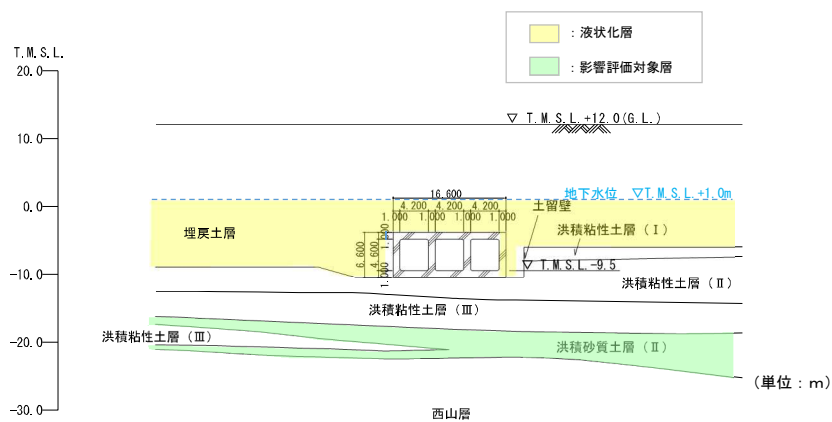 ：液状化層
：影響評価対象層
T.M.S.L.
20.0
10.0
0.0
-10.0
-20.0
-30.0
▽ T.M.S.L.+12.0(G.L.)
地下水位 ▽T.M.S.L.+1.0m
16.600
4.200 4.200 4.200
1.000 1.000 1.000 1.000
土留壁
埋戻土層
洪積粘性土層（Ⅰ）
6.600
4.600
1.000
▽ T.M.S.L.-9.5
洪積粘性土層（Ⅱ）
洪積粘性土層（Ⅲ）
洪積粘性土層（Ⅲ）
洪積砂質土層（Ⅱ）
（単位：m）
西山層